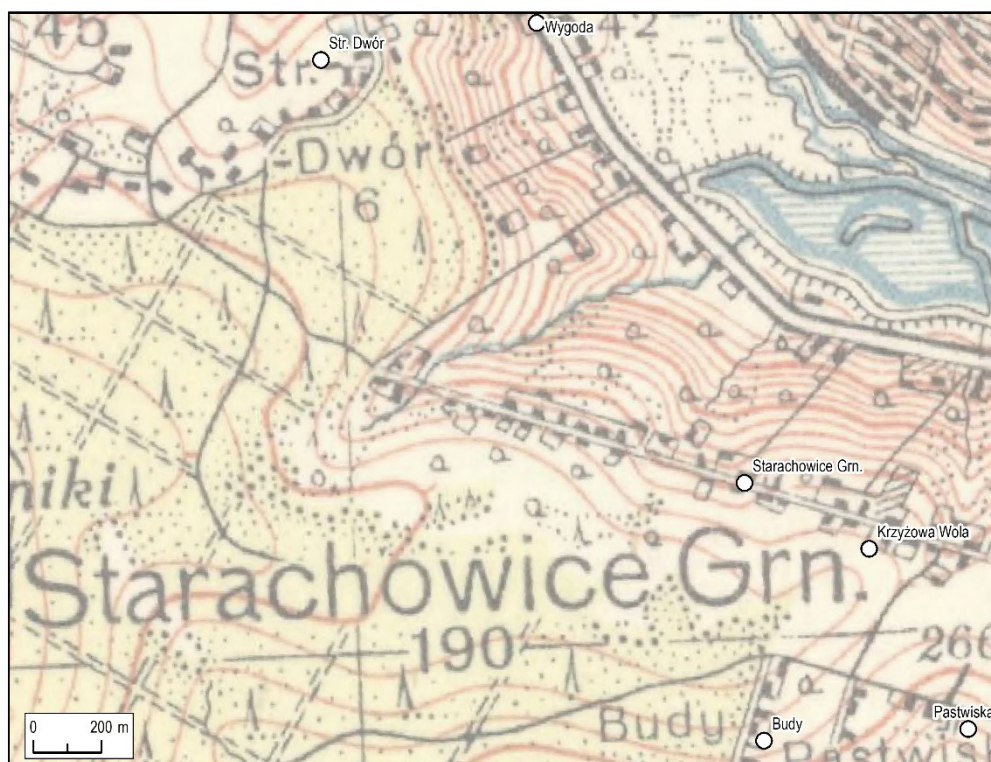 45
Str. Dwór
Wygoda
42
Str.
-Dwór
6
niki
Starachowice Grn.
Krzyżowa Wola
Starachowice Grn.
190
266
Budy
Budy
Pastwiska
Pastwis
0 200 m